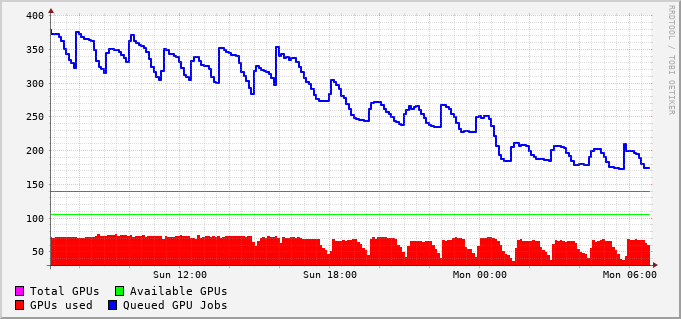 400
350
300
250
200
150
100
50
Sun 12:00 Sun 18:00 Mon 00:00 Mon 06:00
Total GPUs Available GPUs
GPUs used Queued GPU Jobs
RRDTOOL / TOBI OETIKER